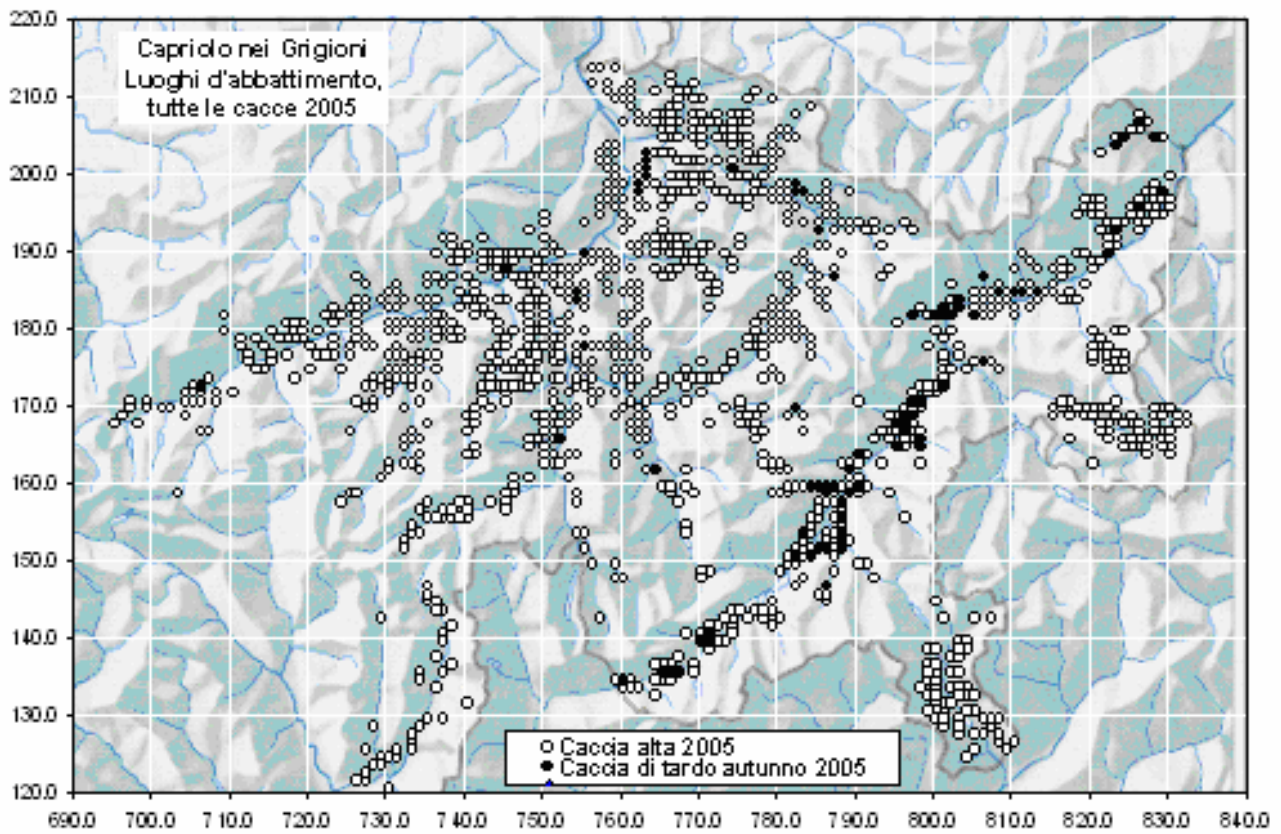 Capriolo nei Grigioni
Luoghi d'abbattimento,
tutte le cacce 2005
220.0
210.0
200.0
190.0
180.0
170.0
160.0
150.0
140.0
130.0
120.0
Caccia alta 2005
Caccia di tardo autunno 2005
690.0 700.0 710.0 720.0 730.0 740.0 750.0 760.0 770.0 780.0 790.0 800.0 810.0 820.0 830.0 840.0